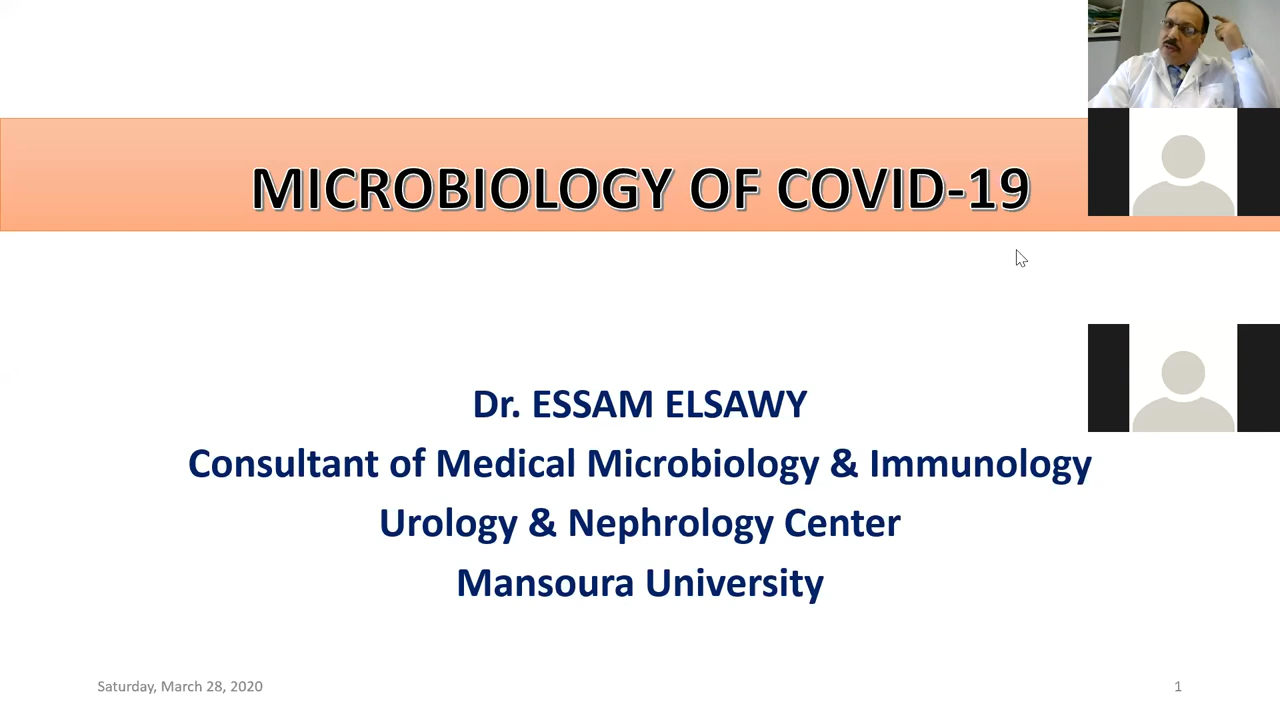 MICROBIOLOGY OF COVID-19
Dr. ESSAM ELSAWY
Consultant of Medical Microbiology & Immunology
Urology & Nephrology Center
Mansoura University
Saturday, March 28, 2020
1